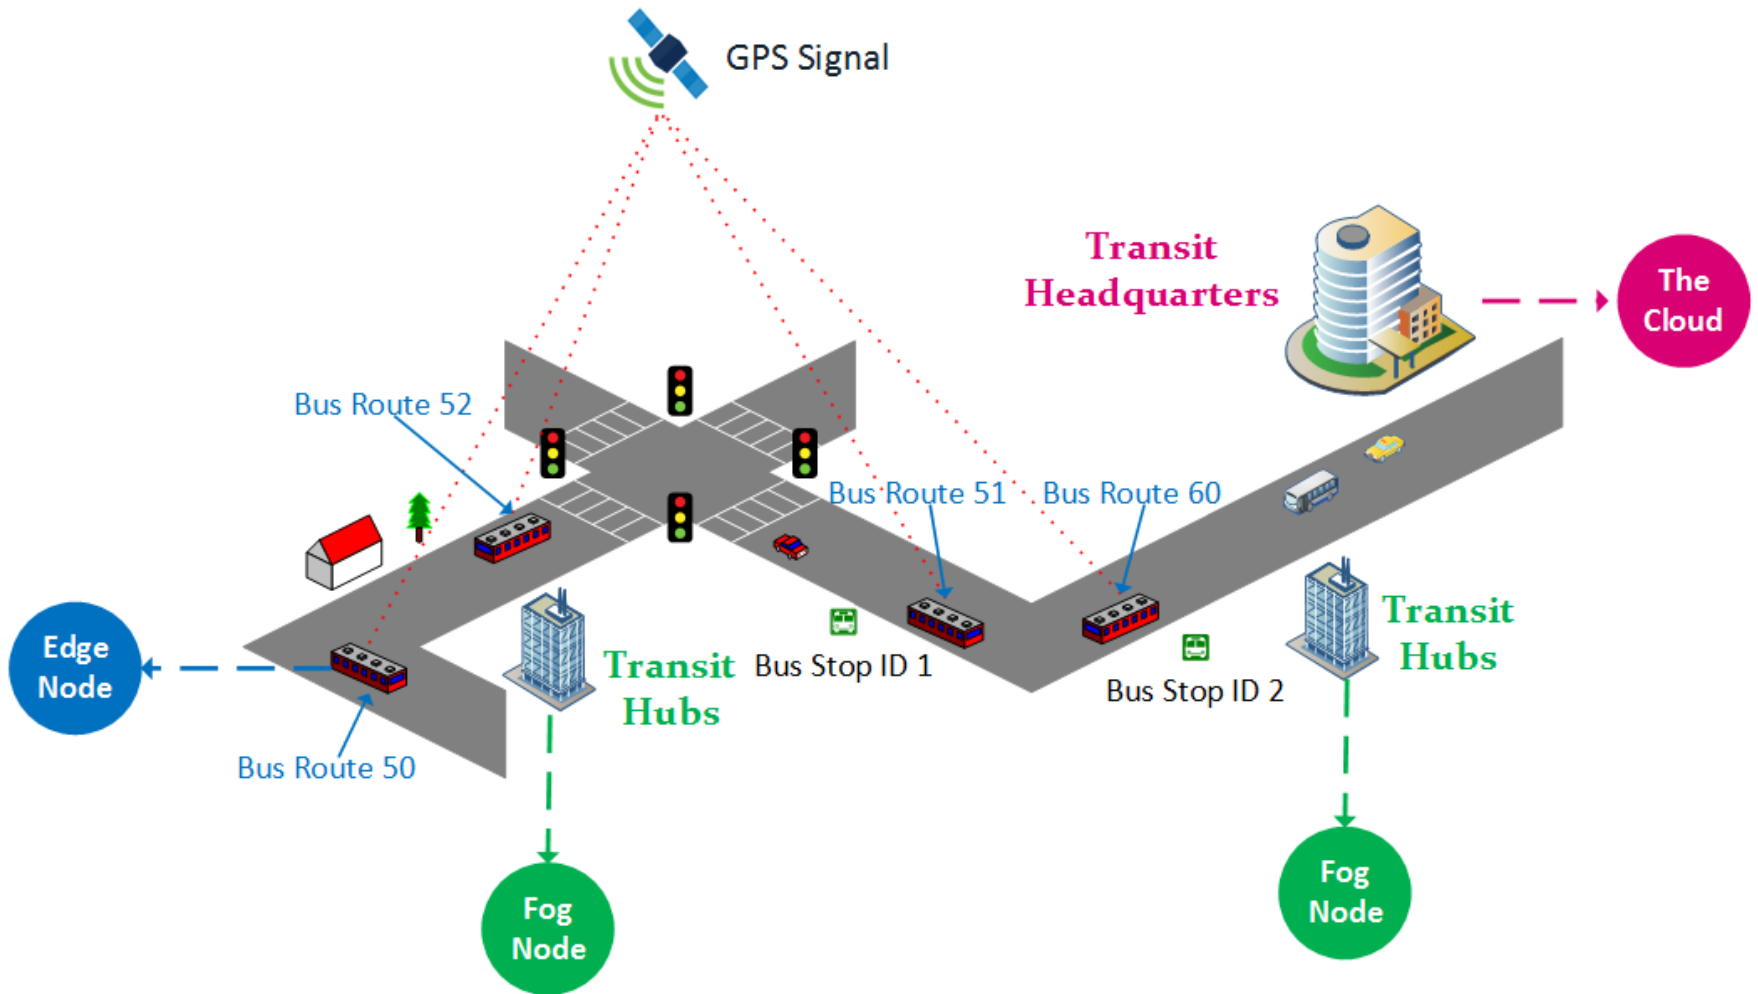 GPS Signal
Transit
Headquarters
The
Cloud
Bus Route 52
Bus Route 51
Bus Route 60
Edge
Node
Transit
Hubs
Bus Stop ID 1
Bus Stop ID 2
Transit
Hubs
Bus Route 50
Fog
Node
Fog
Node